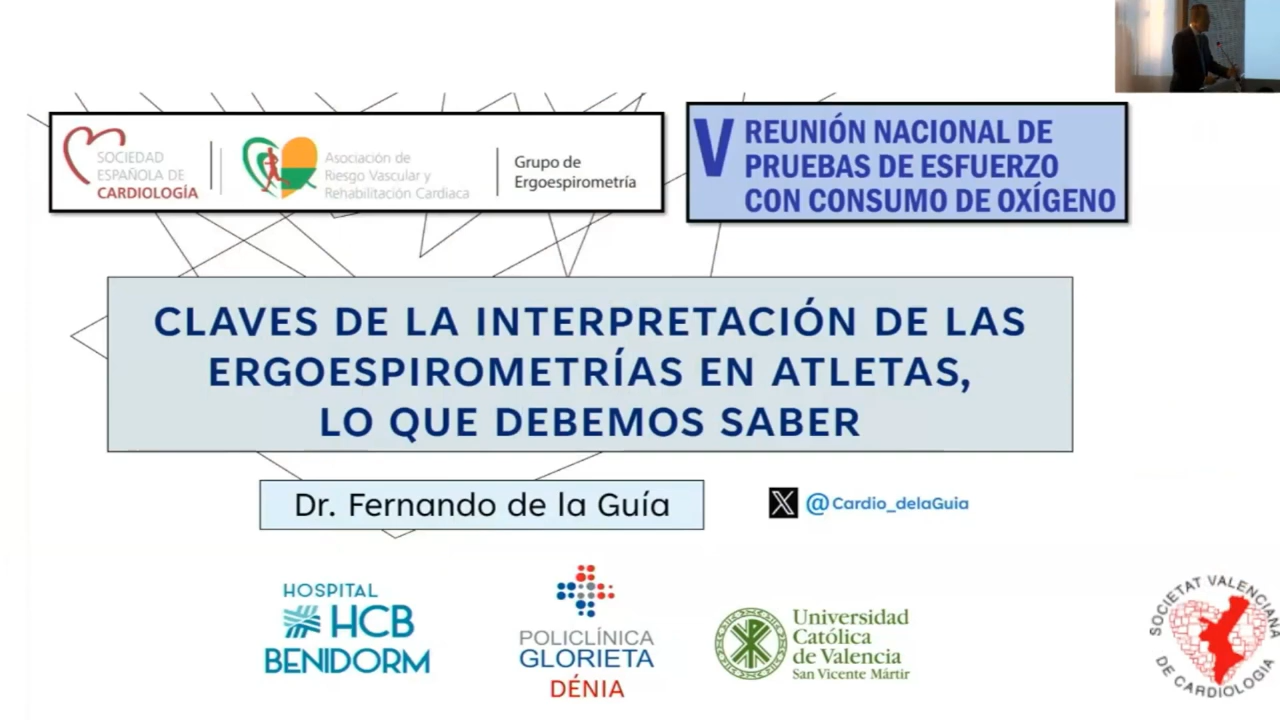 SOCIEDAD
ESPAÑOLA DE
CARDIOLOGÍA
Asociación de
Riesgo Vascular y
Rehabilitación Cardiaca
Grupo de
Ergoespirometría
V REUNIÓN NACIONAL DE
PRUEBAS DE ESFUERZO
CON CONSUMO DE OXÍGENO
CLAVES DE LA INTERPRETACIÓN DE LAS
ERGOESPIROMETRÍAS EN ATLETAS,
LO QUE DEBEMOS SABER
Dr. Fernando de la Guía
X @Cardio_delaGuia
HOSPITAL
HCB
BENIDORM
POLICLÍNICA
GLORIETA
DÉNIA
Universidad
Católica
de Valencia
San Vicente Mártir
SOCIETAT VALENCIANA
DE CARDIOLOGIA